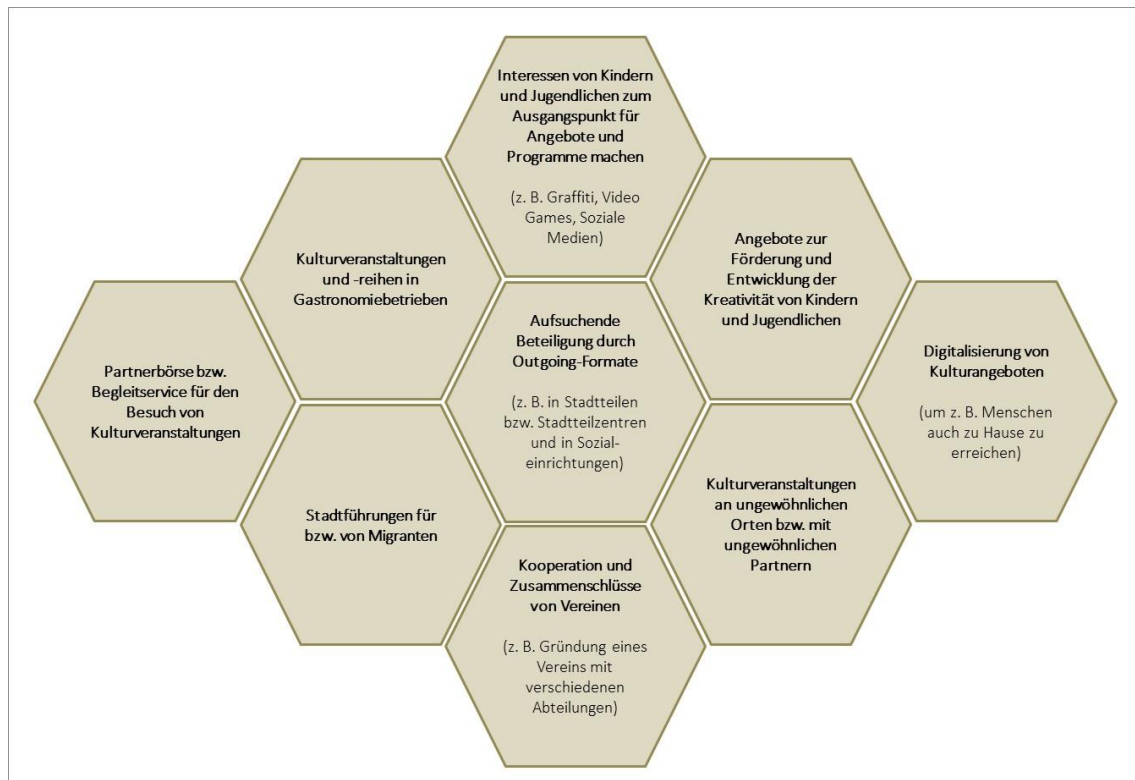 Interessen von Kindern
und Jugendlichen zum
Ausgangspunkt für
Angebote und
Programme machen
(z. B. Graffiti, Video
Games, Soziale
Medien)
Kulturveranstaltungen
und -reihen in
Gastronomiebetrieben
Angebote zur
Förderung und
Entwicklung der
Kreativität von Kindern
und Jugendlichen
Partnerbörse bzw.
Begleitservice für den
Besuch von
Kulturveranstaltungen
Aufsuchende
Beteiligung durch
Outgoing-Formate
(z. B. in Stadtteilen
bzw. Stadtteilzentren
und in Sozial-
einrichtungen)
Digitalisierung von
Kulturangeboten
(um z. B. Menschen
auch zu Hause zu
erreichen)
Stadtführungen für
bzw. von Migranten
Kulturveranstaltungen
an ungewöhnlichen
Orten bzw. mit
ungewöhnlichen
Partnern
Kooperation und
Zusammenschlüsse
von Vereinen
(z. B. Gründung eines
Vereins mit
verschiedenen
Abteilungen)